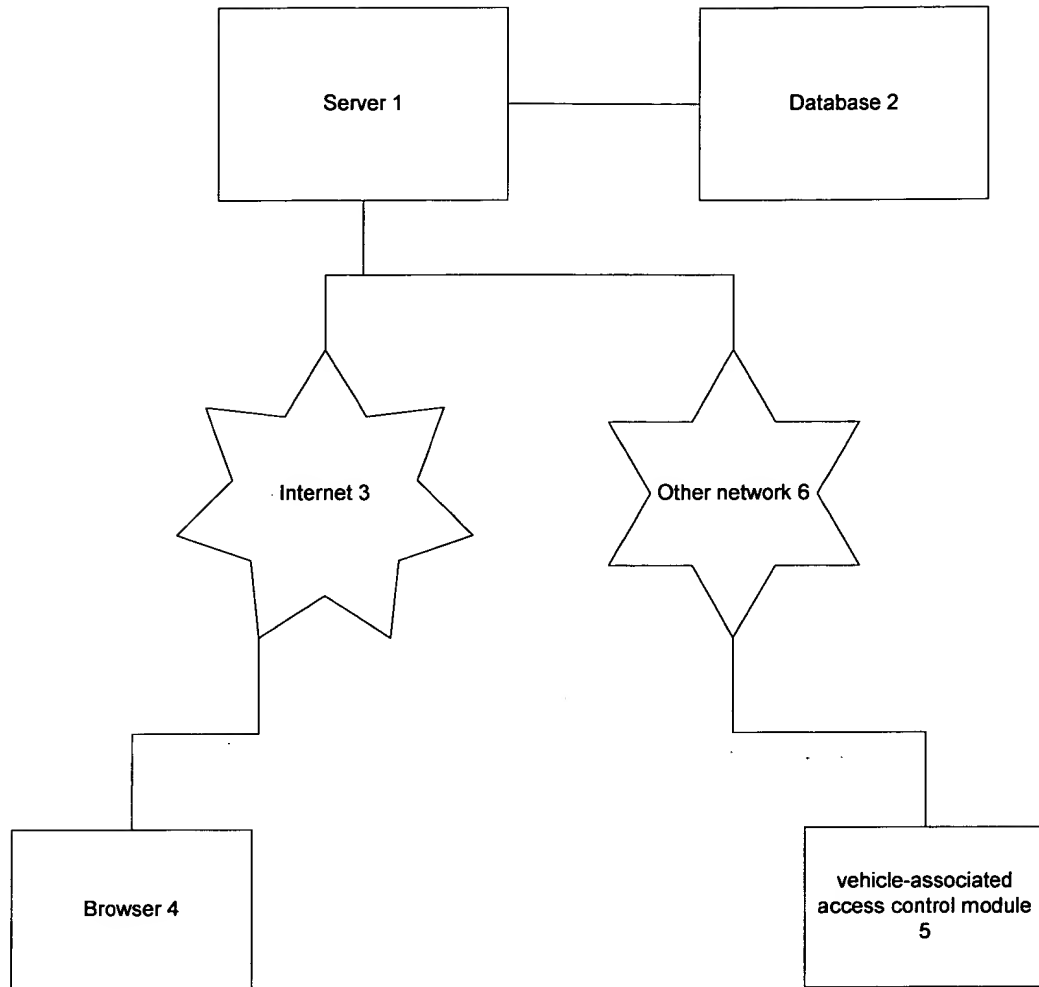 Server 1
Database 2
Internet 3
Other network 6
Browser 4
vehicle-associated
access control module
5